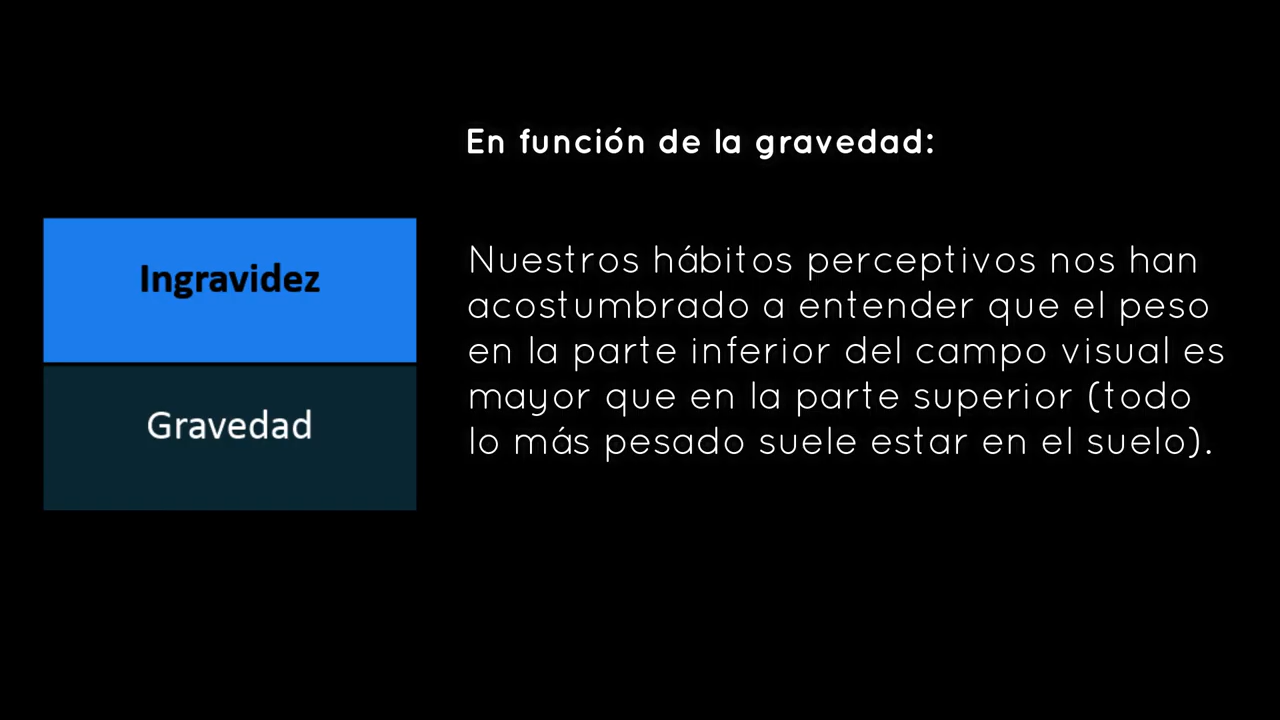 En función de la gravedad:
Ingravidez
Gravedad
Nuestros hábitos perceptivos nos han
acostumbrado a entender que el peso
en la parte inferior del campo visual es
mayor que en la parte superior (todo
lo más pesado suele estar en el suelo).